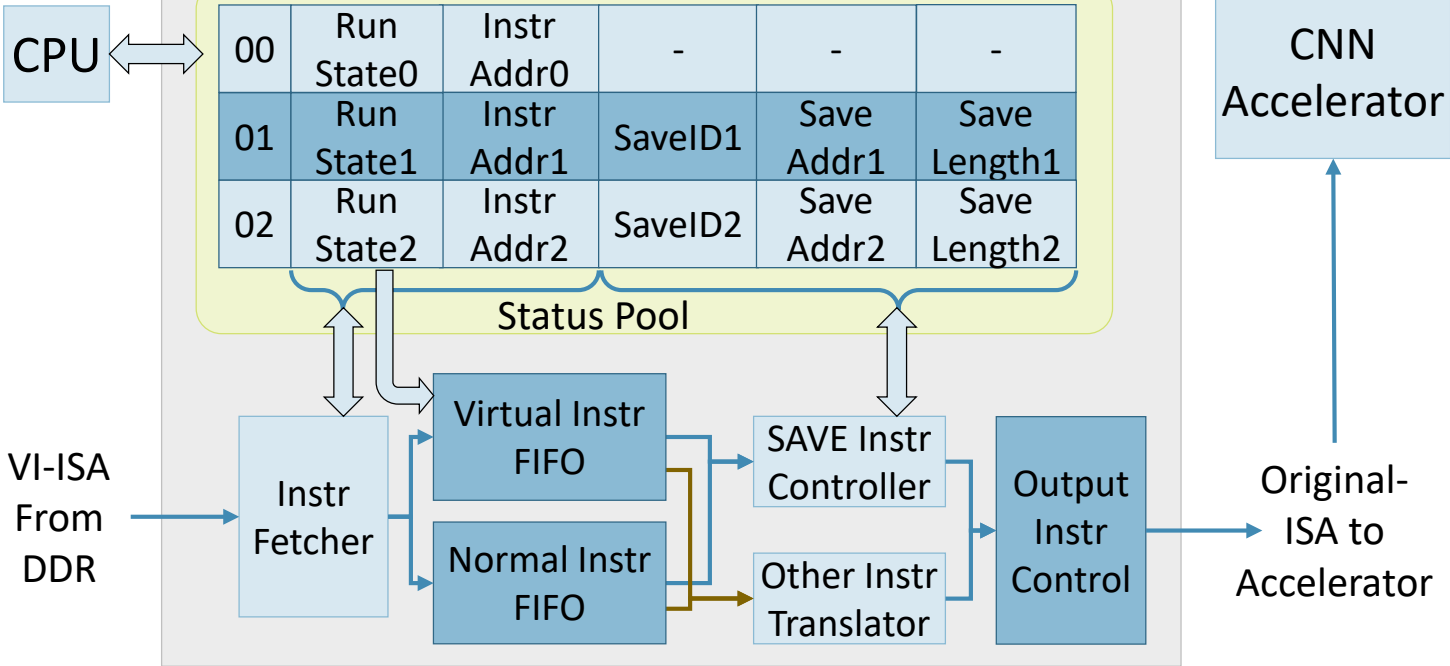 CPU
00
Run
State0
Instr
Addr0
-
-
-
01
Run
State1
Instr
Addr1
SaveID1
Save
Addr1
Save
Length1
02
Run
State2
Instr
Addr2
SaveID2
Save
Addr2
Save
Length2
Status Pool
CNN
Accelerator
VI-ISA
From
DDR
Instr
Fetcher
Virtual Instr
FIFO
Normal Instr
FIFO
SAVE Instr
Controller
Other Instr
Translator
Output
Instr
Control
Original-
ISA to
Accelerator